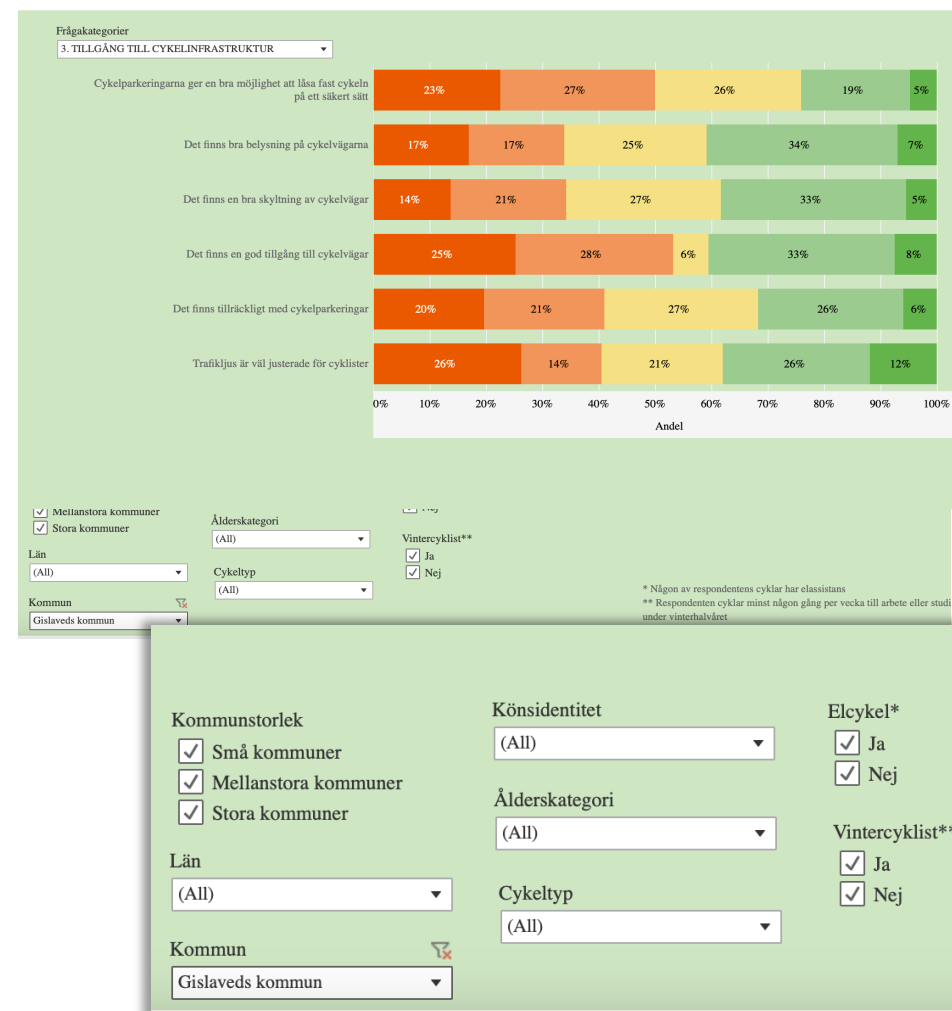 Frågakategorier
3. TILLGÅNG TILL CYKELINFRASTRUKTUR
Cykelparkeringarna ger en bra möjlighet att låsa fast cykeln
på ett säkert sätt
23% 27% 26% 19% 5%
Det finns bra belysning på cykelvägarna
17% 17% 25% 34% 7%
Det finns en bra skyltning av cykelvägar
14% 21% 27% 33% 5%
Det finns en god tillgång till cykelvägar
25% 28% 6% 33% 8%
Det finns tillräckligt med cykelparkeringar
20% 21% 27% 26% 6%
Trafikljus är väl justerade för cyklister
26% 14% 21% 26% 12%
0% 10% 20% 30% 40% 50% 60% 70% 80% 90% 100%
Andel
Mellanstora kommuner
Stora kommuner
Län
(All)
Kommun
Gislaveds kommun
Ålderskategori
(All)
Cykeltyp
(All)
Nej
Vintercyklist**
Ja
Nej
* Någon av respondentens cyklar har elassistans
** Respondenten cyklar minst någon gång per vecka till arbete eller studi
under vinterhalvåret
Kommunstorlek
Små kommuner
Mellanstora kommuner
Stora kommuner
Län
(All)
Kommun
Gislaveds kommun
Könsidentitet
(All)
Ålderskategori
(All)
Cykeltyp
(All)
Elcykel*
Ja
Nej
Vintercyklist**
Ja
Nej